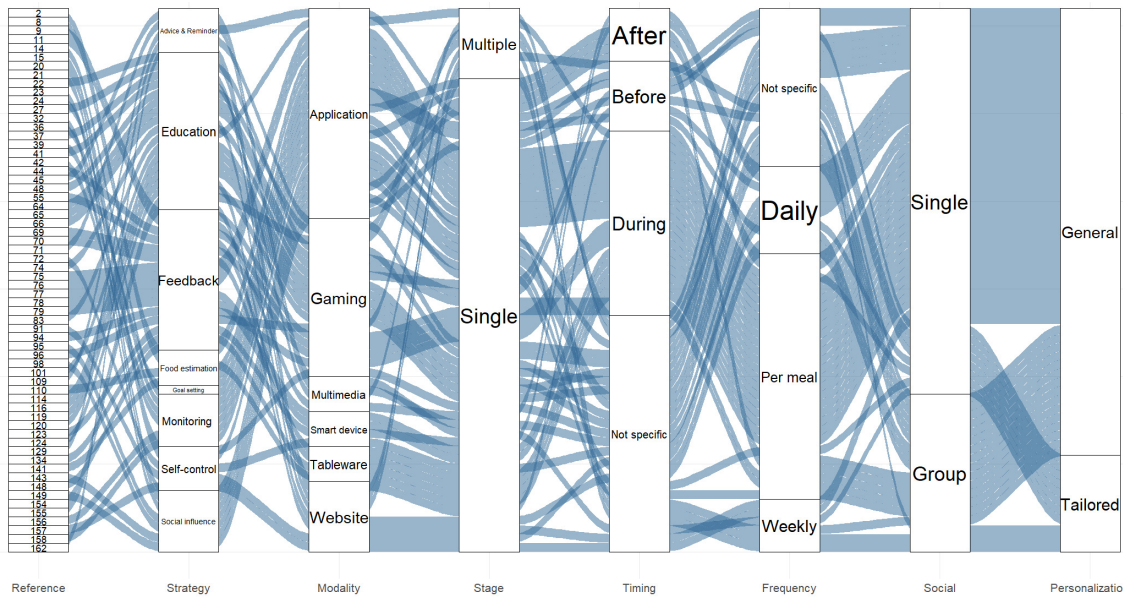 2
8
9
11
14
15
20
21
22
23
24
27
32
36
37
39
41
42
44
45
48
55
64
65
66
69
70
71
72
74
75
76
77
78
79
83
91
94
95
96
98
101
109
110
114
116
119
120
123
124
129
134
141
143
148
149
154
155
156
157
158
162
Advice & Reminder
Education
Feedback
Food estimation
Goal setting
Monitoring
Self-control
Social influence
Application
Gaming
Multimedia
Smart device
Tableware
Website
Multiple
Single
After
Before
During
Not specific
Not specific
Daily
Per meal
Weekly
Single
Group
General
Tailored
Reference
Strategy
Modality
Stage
Timing
Frequency
Social
Personalizatio